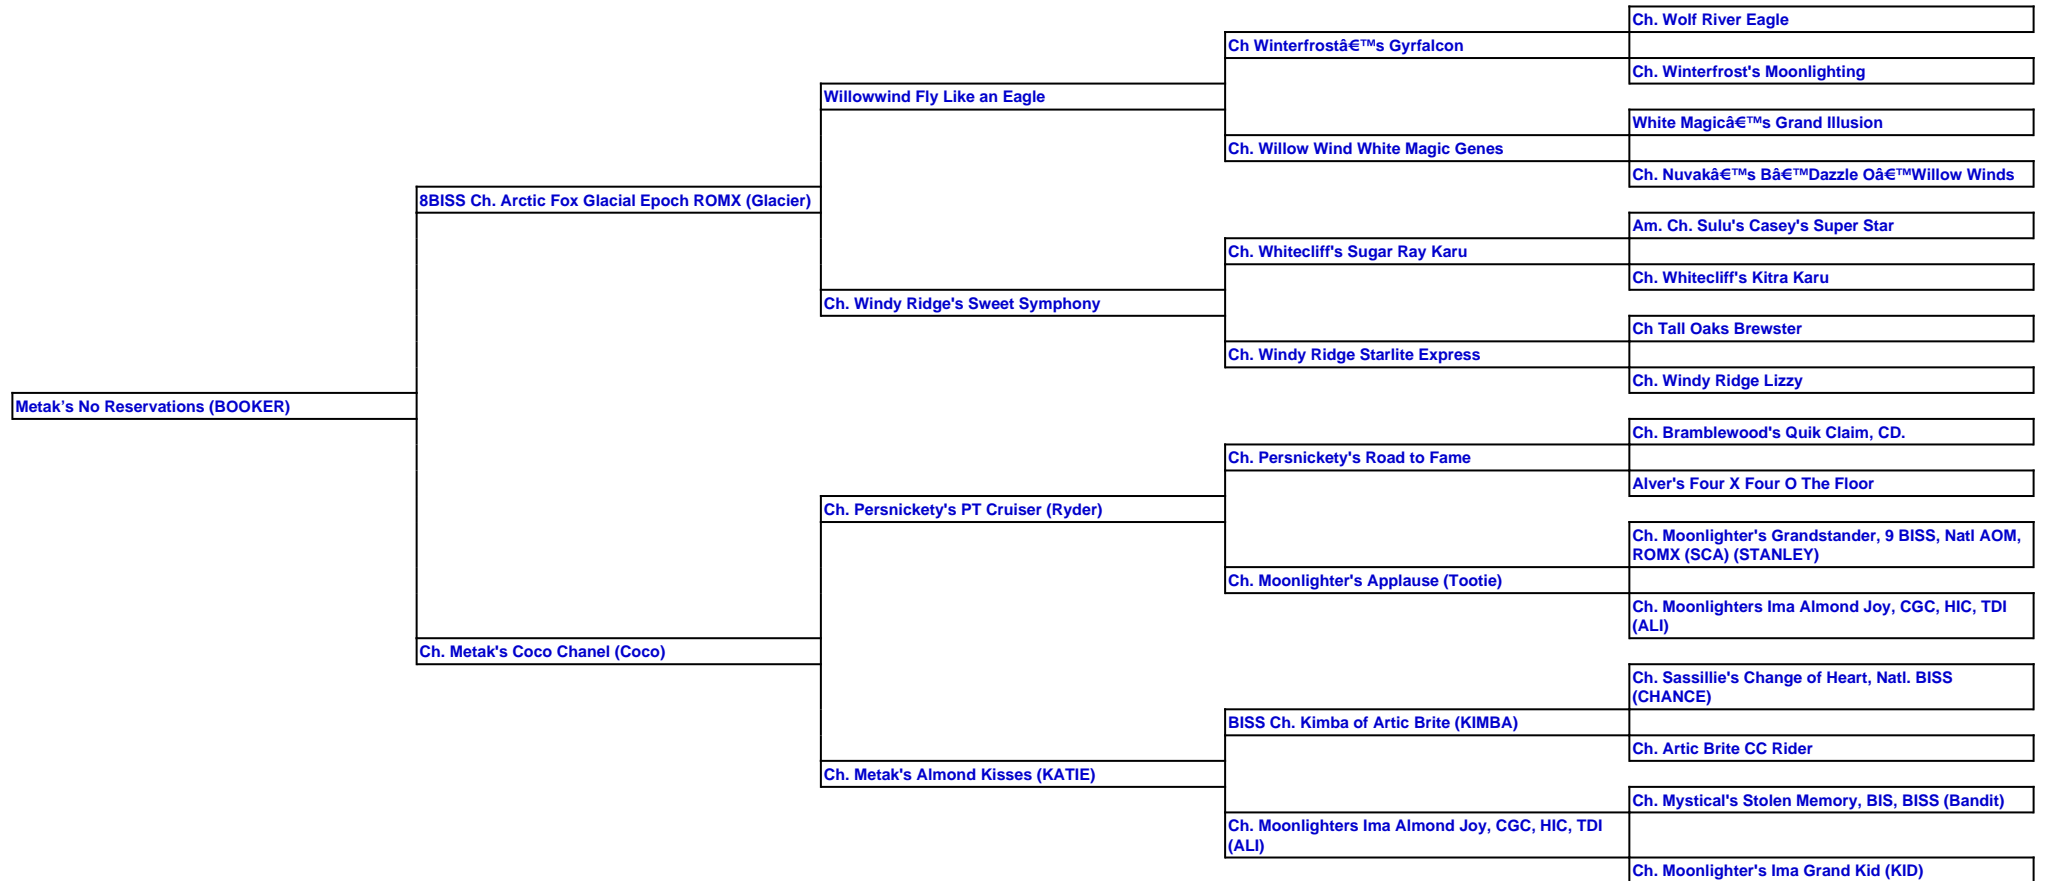 Ch. Wolf River Eagle
Ch Winterfrostâ€™s Gyrfalcon
Ch. Winterfrost's Moonlighting
Willowwind Fly Like an Eagle
White Magicâ€™s Grand Illusion
Ch. Willow Wind White Magic Genes
Ch. Nuvakâ€™s Bâ€™Dazzle Oâ€™Willow Winds
8BISS Ch. Arctic Fox Glacial Epoch ROMX (Glacier)
Am. Ch. Sulu's Casey's Super Star
Ch. Whitecliff's Sugar Ray Karu
Ch. Whitecliff's Kitra Karu
Ch. Windy Ridge's Sweet Symphony
Ch Tall Oaks Brewster
Ch. Windy Ridge Starlite Express
Ch. Windy Ridge Lizzy
Metak’s No Reservations (BOOKER)
Ch. Bramblewood's Quik Claim, CD.
Ch. Persnickety's Road to Fame
Alver's Four X Four O The Floor
Ch. Persnickety's PT Cruiser (Ryder)
Ch. Moonlighter's Grandstander, 9 BISS, Natl AOM,
ROMX (SCA) (STANLEY)
Ch. Moonlighter's Applause (Tootie)
Ch. Moonlighters Ima Almond Joy, CGC, HIC, TDI
(ALI)
Ch. Metak's Coco Chanel (Coco)
Ch. Sassillie's Change of Heart, Natl. BISS
(CHANCE)
BISS Ch. Kimba of Artic Brite (KIMBA)
Ch. Artic Brite CC Rider
Ch. Metak's Almond Kisses (KATIE)
Ch. Mystical's Stolen Memory, BIS, BISS (Bandit)
Ch. Moonlighters Ima Almond Joy, CGC, HIC, TDI
(ALI)
Ch. Moonlighter's Ima Grand Kid (KID)